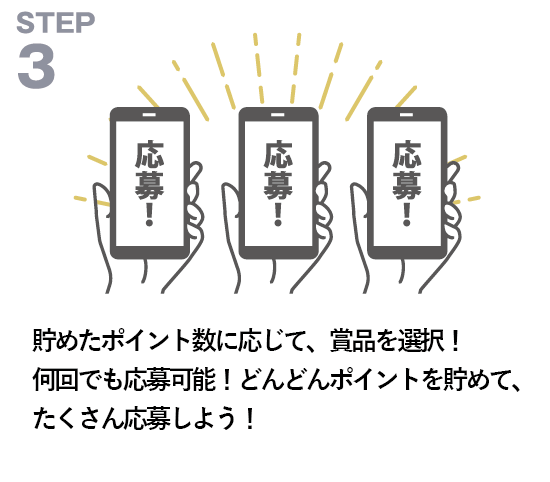 STEP
3
応募！
応募！
応募！
貯めたポイント数に応じて、賞品を選択！
何回でも応募可能！どんどんポイントを貯めて、
たくさん応募しよう！